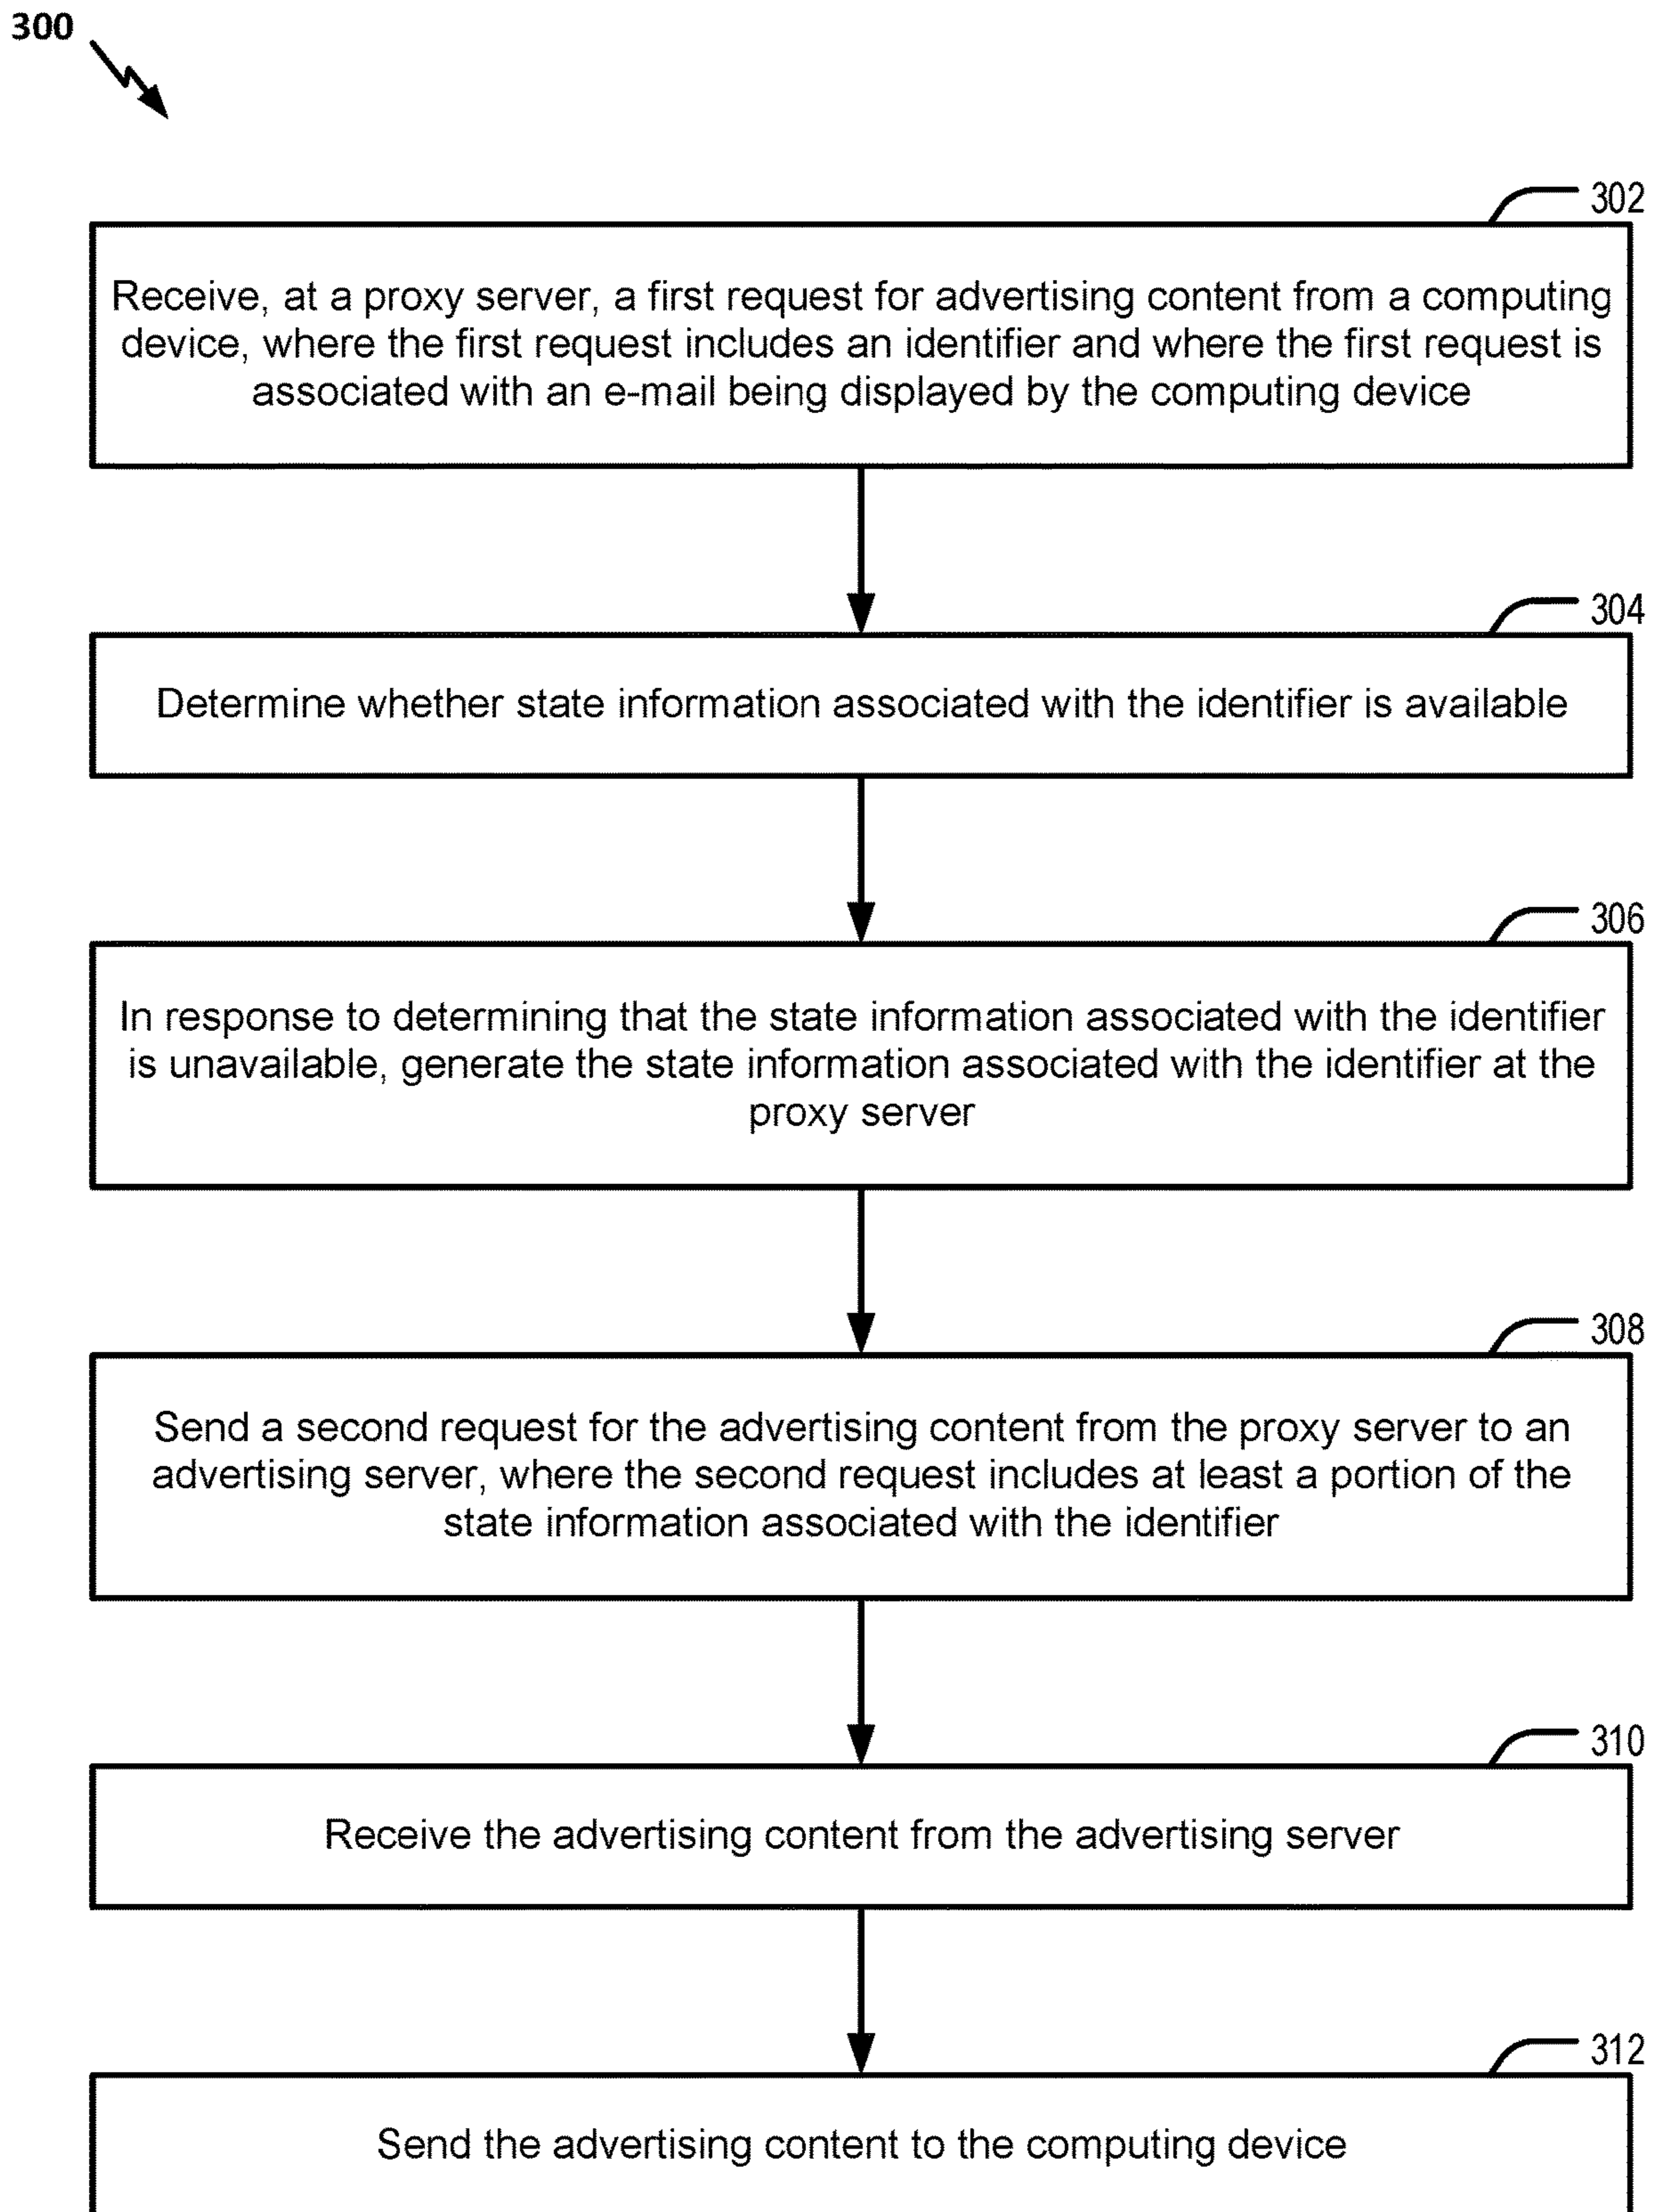 300
302
Receive, at a proxy server, a first request for advertising content from a computing
device, where the first request includes an identifier and where the first request is
associated with an e-mail being displayed by the computing device
304
Determine whether state information associated with the identifier is available
306
In response to determining that the state information associated with the identifier
is unavailable, generate the state information associated with the identifier at the
proxy server
308
Send a second request for the advertising content from the proxy server to an
advertising server, where the second request includes at least a portion of the
state information associated with the identifier
310
Receive the advertising content from the advertising server
312
Send the advertising content to the computing device